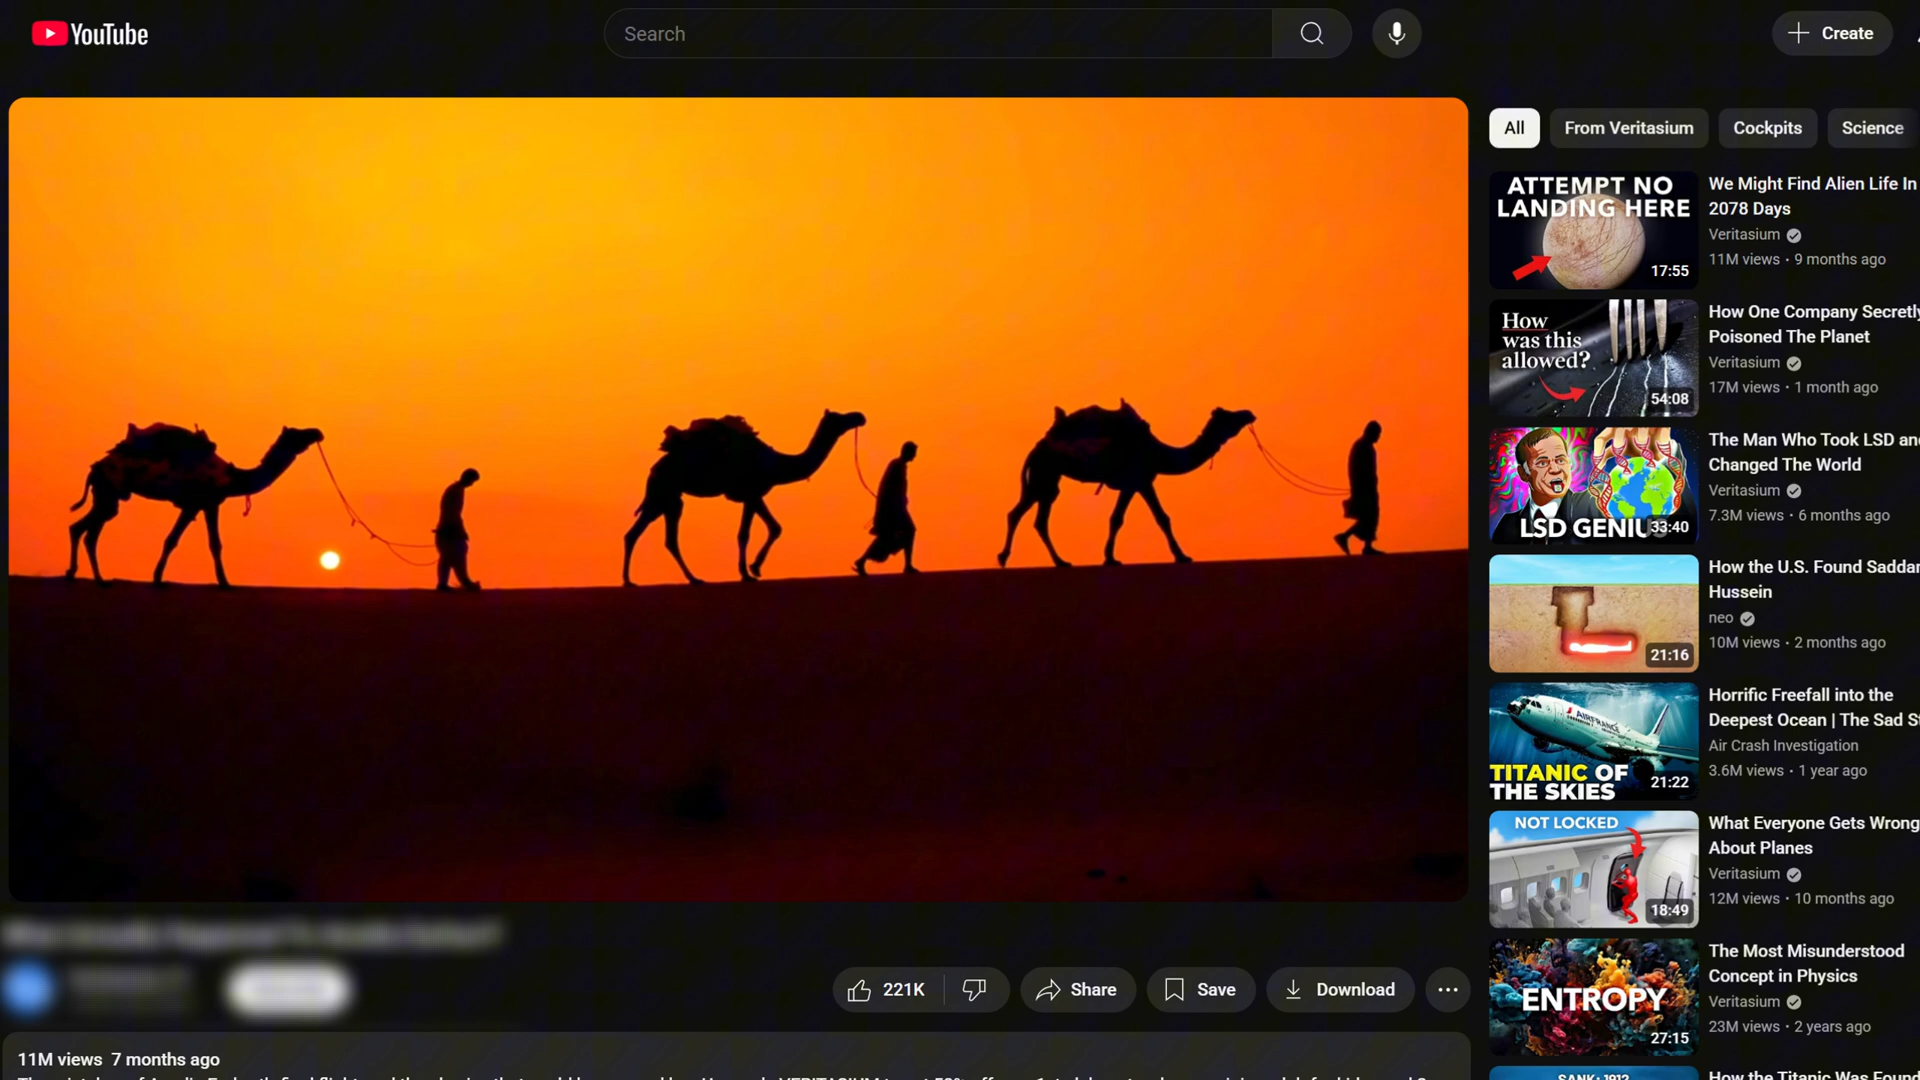 YouTube
Search
Create
All
From Veritasium
Cockpits
Science
ATTEMPT NO
LANDING HERE
17:55
We Might Find Alien Life In
2078 Days
Veritasium
11M views • 9 months ago
How
was this
allowed?
54:08
How One Company Secretly
Poisoned The Planet
Veritasium
17M views • 1 month ago
LSD GENIU
33:40
The Man Who Took LSD and
Changed The World
Veritasium
7.3M views • 6 months ago
21:16
How the U.S. Found Saddam
Hussein
neo
10M views • 2 months ago
AIRFRANCE
TITANIC OF
THE SKIES
21:22
Horrific Freefall into the
Deepest Ocean | The Sad
Air Crash Investigation
3.6M views • 1 year ago
NOT LOCKED
18:49
What Everyone Gets Wrong
About Planes
Veritasium
12M views • 10 months ago
ENTROPY
27:15
The Most Misunderstood
Concept in Physics
Veritasium
23M views • 2 years ago
SANK: 1912
How the Titanic Was Found
221K
Share
Save
Download
11M views 7 months ago